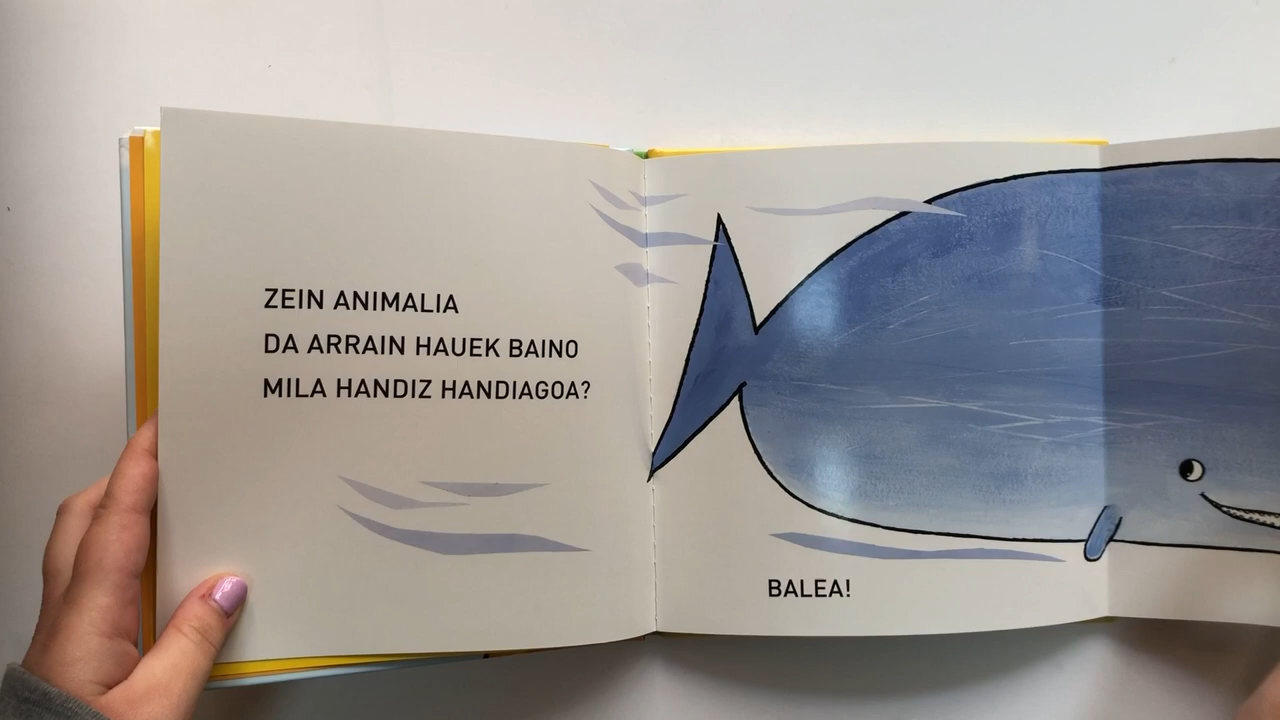 ZEIN ANIMALIA
DA ARRAIN HAUEK BAINO
MILA HANDIZ HANDIAGOA?
BALEA!